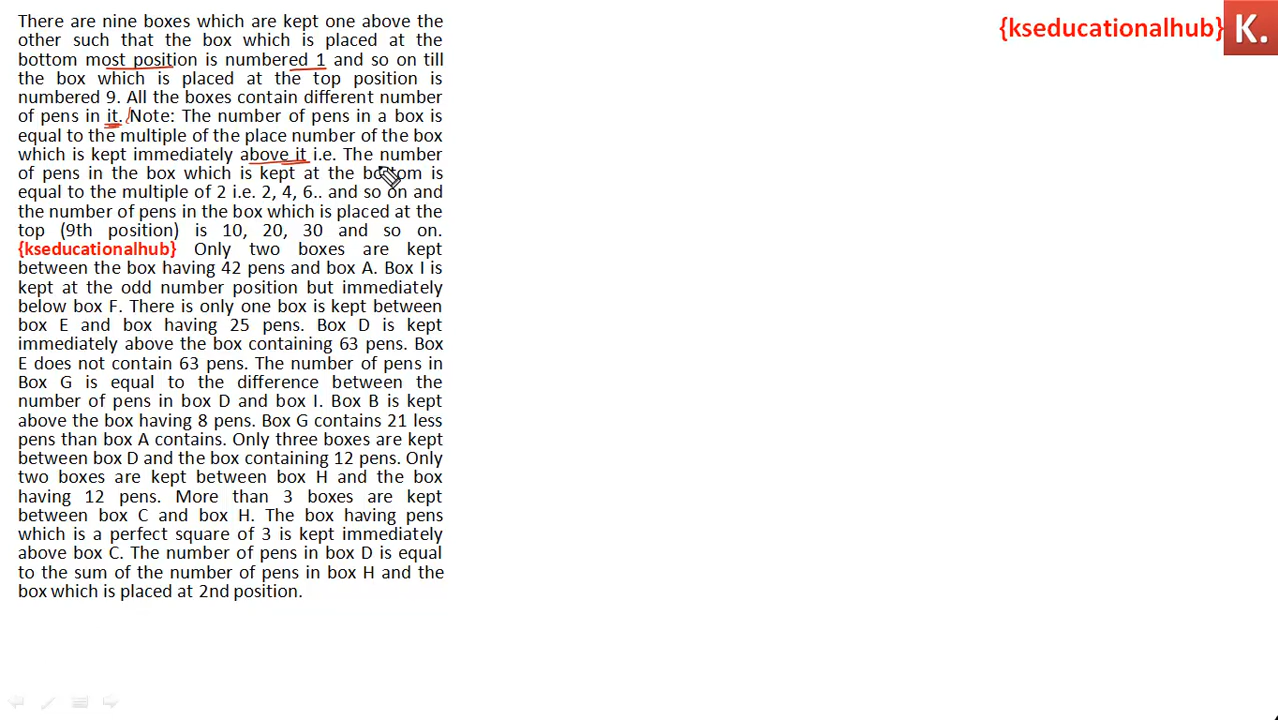 There are nine boxes which are kept one above the
other such that the box which is placed at the
bottom most position is numbered 1 and so on till
the box which is placed at the top position is
numbered 9. All the boxes contain different number
of pens in it. Note: The number of pens in a box is
equal to the multiple of the place number of the box
which is kept immediately above it i.e. The number
of pens in the box which is kept at the bottom is
equal to the multiple of 2 i.e. 2, 4, 6.. and so on and
the number of pens in the box which is placed at the
top (9th position) is 10, 20, 30 and so on.
{kseducationalhub} Only two boxes are kept
between the box having 42 pens and box A. Box I is
kept at the odd number position but immediately
below box F. There is only one box is kept between
box E and box having 25 pens. Box D is kept
immediately above the box containing 63 pens. Box
E does not contain 63 pens. The number of pens in
Box G is equal to the difference between the
number of pens in box D and box I. Box B is kept
above the box having 8 pens. Box G contains 21 less
pens than box A contains. Only three boxes are kept
between box D and the box containing 12 pens. Only
two boxes are kept between box H and the box
having 12 pens. More than 3 boxes are kept
between box C and box H. The box having pens
which is a perfect square of 3 is kept immediately
above box C. The number of pens in box D is equal
to the sum of the number of pens in box H and the
box which is placed at 2nd position.
{kseducationalhub} K.